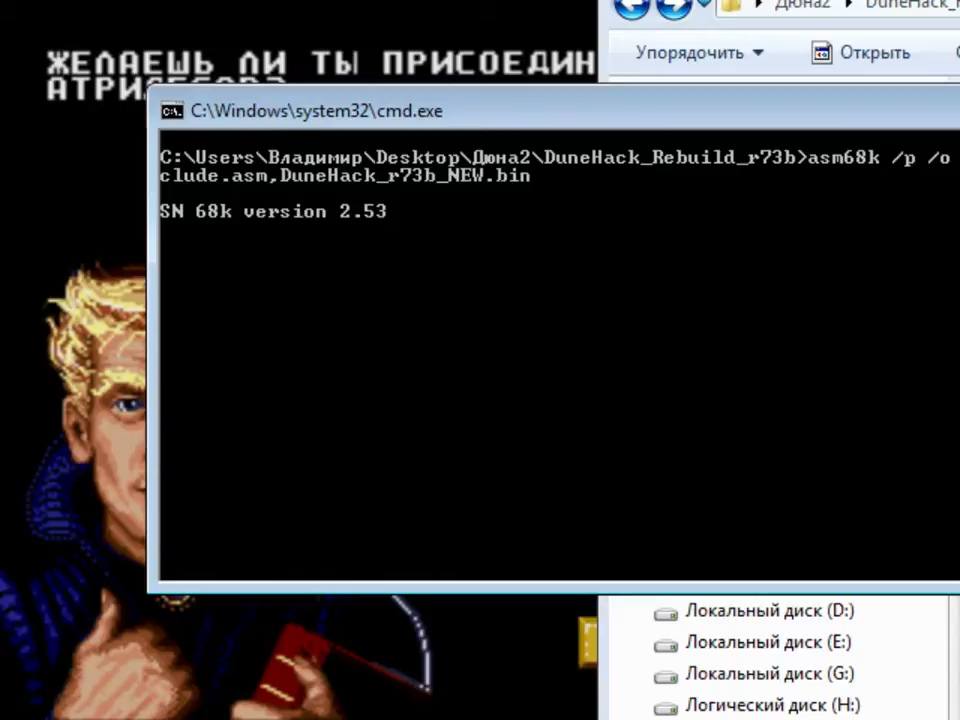 Дюна2
Упорядочить
Открыть
ЖЕЛАЕШЬ ЛИ ТЫ
C:\Windows\system32\cmd.exe
C:\Users\Владимир\Desktop\Дюна2\DuneHack_Rebuild_r73b>asm68k /p /o
clude.asm,DuneHack_r73b_NEW.bin
SN 68k version 2.53
Локальный диск (D:)
Локальный диск (E:)
Локальный диск (G:)
Логический диск (H:)